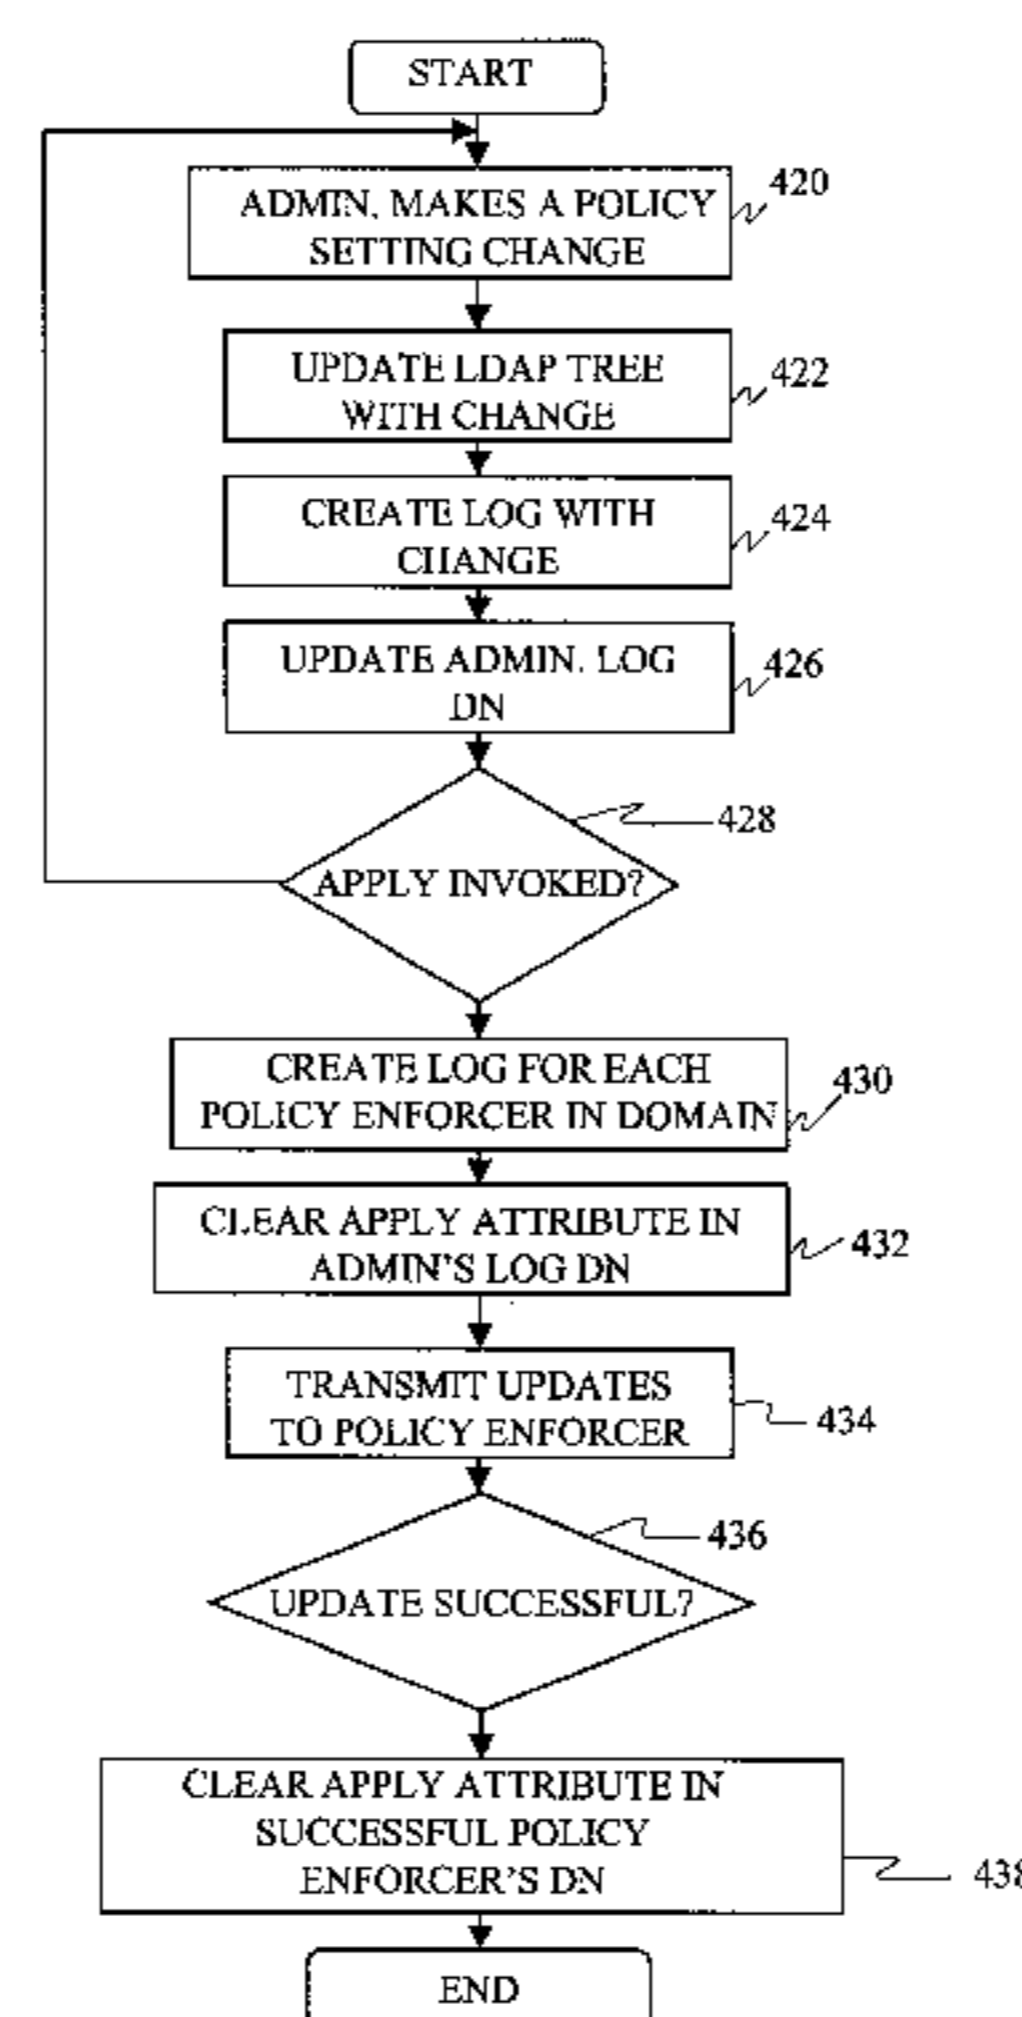 START
ADMIN. MAKES A POLICY
SETTING CHANGE
420
UPDATE LDAP TREE
WITH CHANGE
422
CREATE LOG WITH
CHANGE
424
UPDATE ADMIN. LOG
DN
426
428
APPLY INVOKED?
CREATE LOG FOR EACH
POLICY ENFORCER IN DOMAIN
430
CLEAR APPLY ATTRIBUTE IN
ADMIN'S LOG DN
432
TRANSMIT UPDATES
TO POLICY ENFORCER
434
436
UPDATE SUCCESSFUL?
CLEAR APPLY ATTRIBUTE IN
SUCCESSFUL POLICY
ENFORCER'S DN
438
END